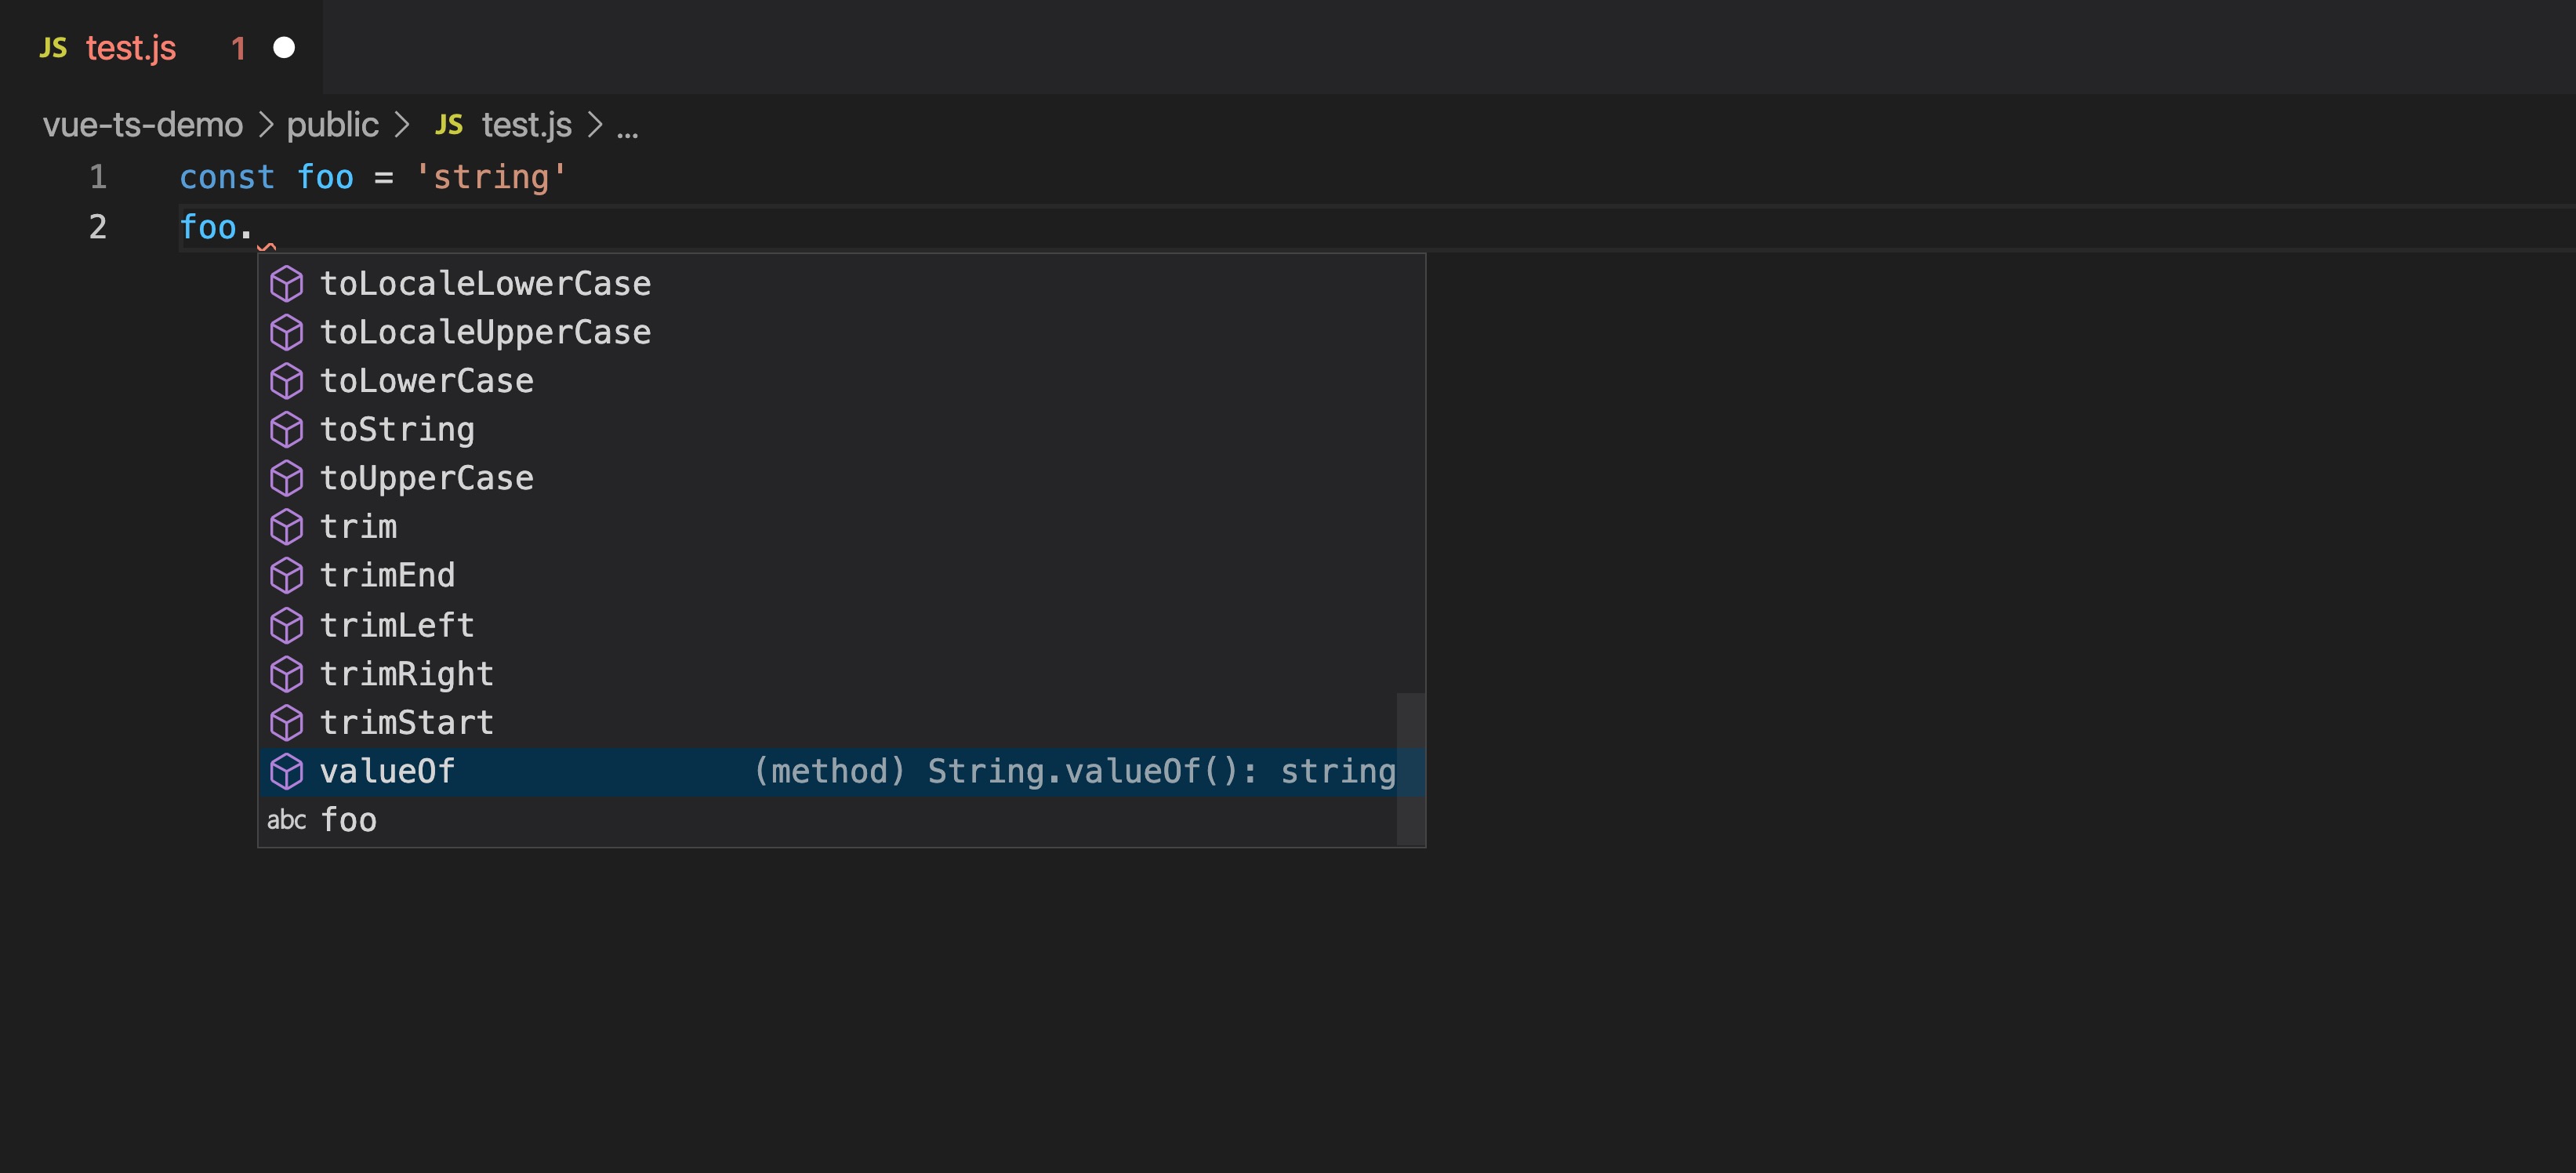 JS test.js 1
vue-ts-demo > public > JS test.js > ...
1 const foo = 'string'
2 foo.
toLocaleLowerCase
toLocaleUpperCase
toLowerCase
toString
toUpperCase
trim
trimEnd
trimLeft
trimRight
trimStart
valueOf (method) String.valueOf(): string
abc foo